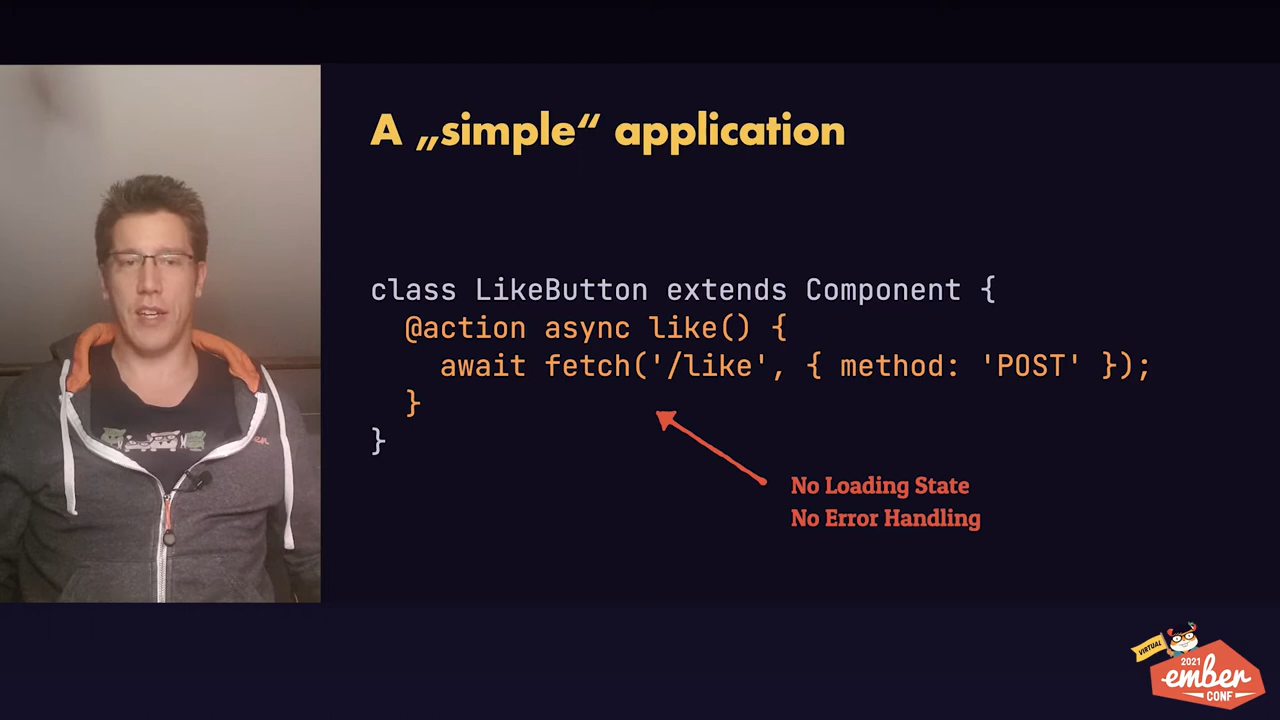 A „simple“ application
class LikeButton extends Component {
@action async like() {
await fetch('/like', { method: 'POST' });
}
}
No Loading State
No Error Handling
VIRTUAL
2021
ember
CONF